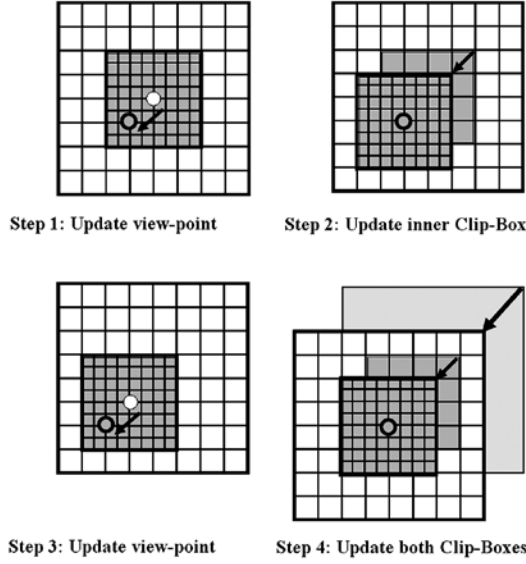 Step 1: Update view-point
Step 2: Update inner Clip-Box
Step 3: Update view-point
Step 4: Update both Clip-Boxes